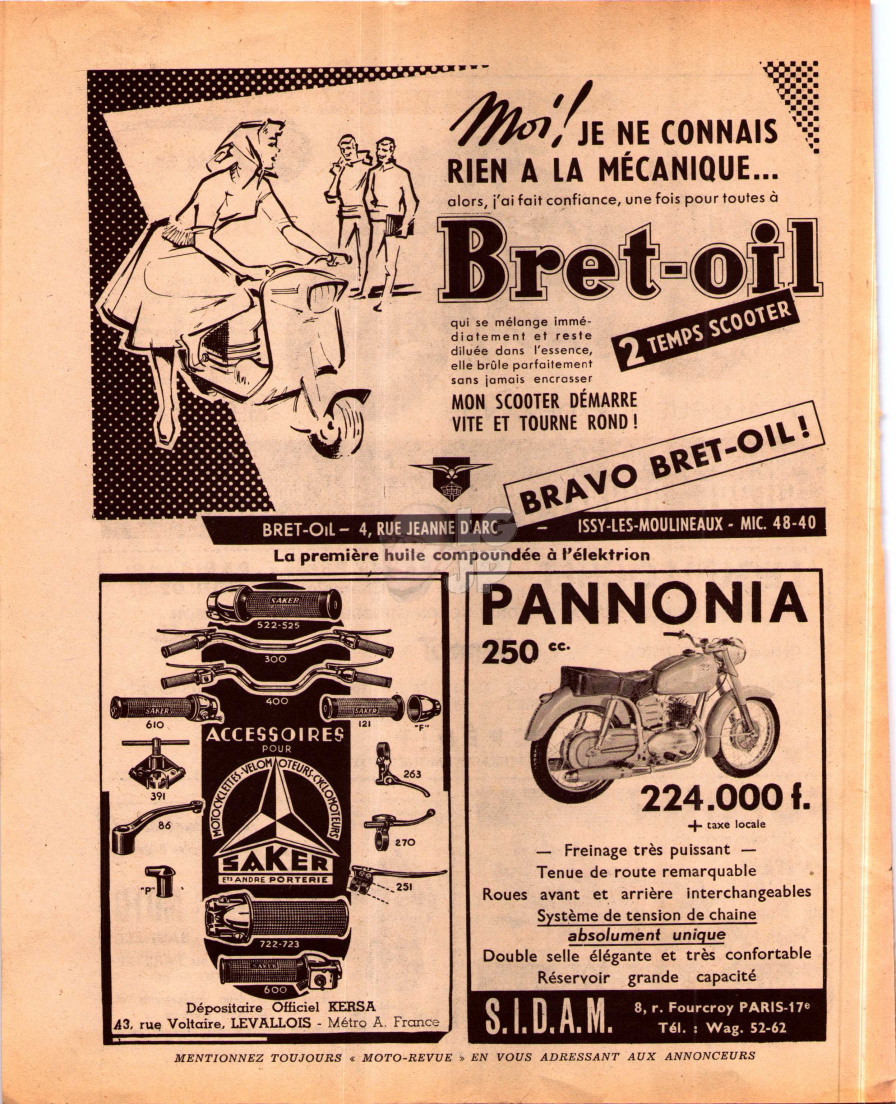 Moi! JE NE CONNAIS
RIEN A LA MÉCANIQUE...
alors, j'ai fait confiance, une fois pour toutes à
Bret-oil
2 TEMPS SCOOTER
qui se mélange immé-
diatement et reste
diluée dans l'essence,
elle brûle parfaitement
sans jamais encrasser
MON SCOOTER DÉMARRE
VITE ET TOURNE ROND!
BRAVO BRET-OIL!
BRET-OIL – 4, RUE JEANNE D'ARC – ISSY-LES-MOULINEAUX - MIC. 48-40
La première huile compoundée à l'élektrion
SAKER
522-525
300
400
SAKER
610
SAKER
121
"F"
ACCESSOIRES
POUR
MOTOCYCLETTES-VELOMOTEURS-CYCLOMOTEURS
391
263
86
270
SAKER
ETS ANDRE PORTERIE
"P"
251
722-723
SAKER
600
Dépositaire Officiel KERSA
43, rue Voltaire, LEVALLOIS - Métro A. France
PANNONIA
250 cc.
224.000 f.
+ taxe locale
— Freinage très puissant —
Tenue de route remarquable
Roues avant et arrière interchangeables
Système de tension de chaine
absolument unique
Double selle élégante et très confortable
Réservoir grande capacité
S.I.D.A.M.
8, r. Fourcroy PARIS-17e
Tél. : Wag. 52-62
MENTIONNEZ TOUJOURS « MOTO-REVUE » EN VOUS ADRESSANT AUX ANNONCEURS